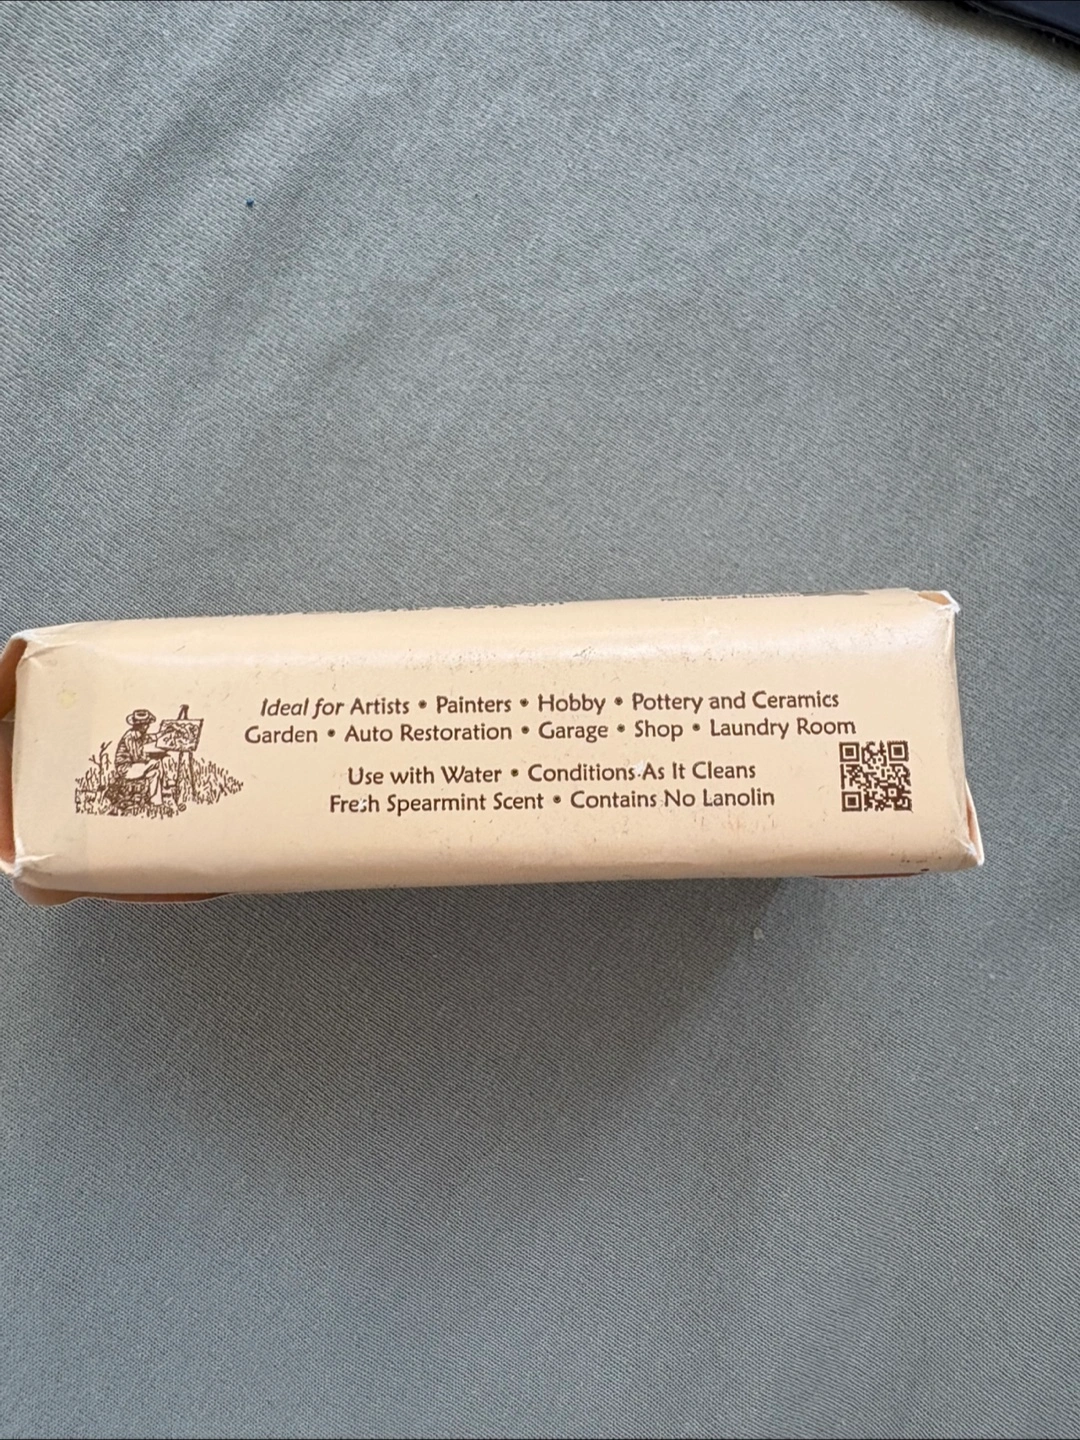 Ideal for Artists • Painters • Hobby • Pottery and Ceramics
Garden • Auto Restoration • Garage • Shop • Laundry Room
Use with Water • Conditions As It Cleans
Fresh Spearmint Scent • Contains No Lanolin